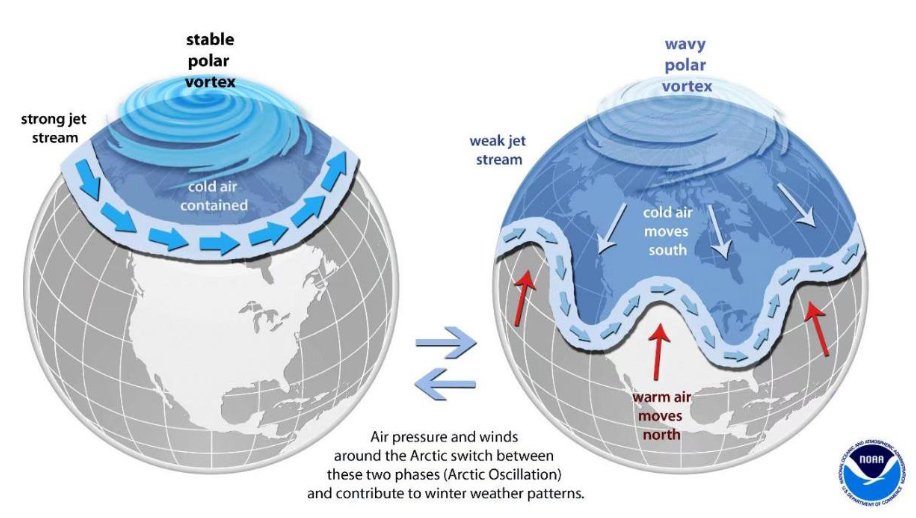 stable
polar
vortex
strong jet
stream
cold air
contained
wavy
polar
vortex
weak jet
stream
cold air
moves
south
warm air
moves
north
Air pressure and winds
around the Arctic switch between
these two phases (Arctic Oscillation)
and contribute to winter weather patterns.
NATIONAL OCEANIC AND ATMOSPHERIC ADMINISTRATION
NOAA
U.S. DEPARTMENT OF COMMERCE